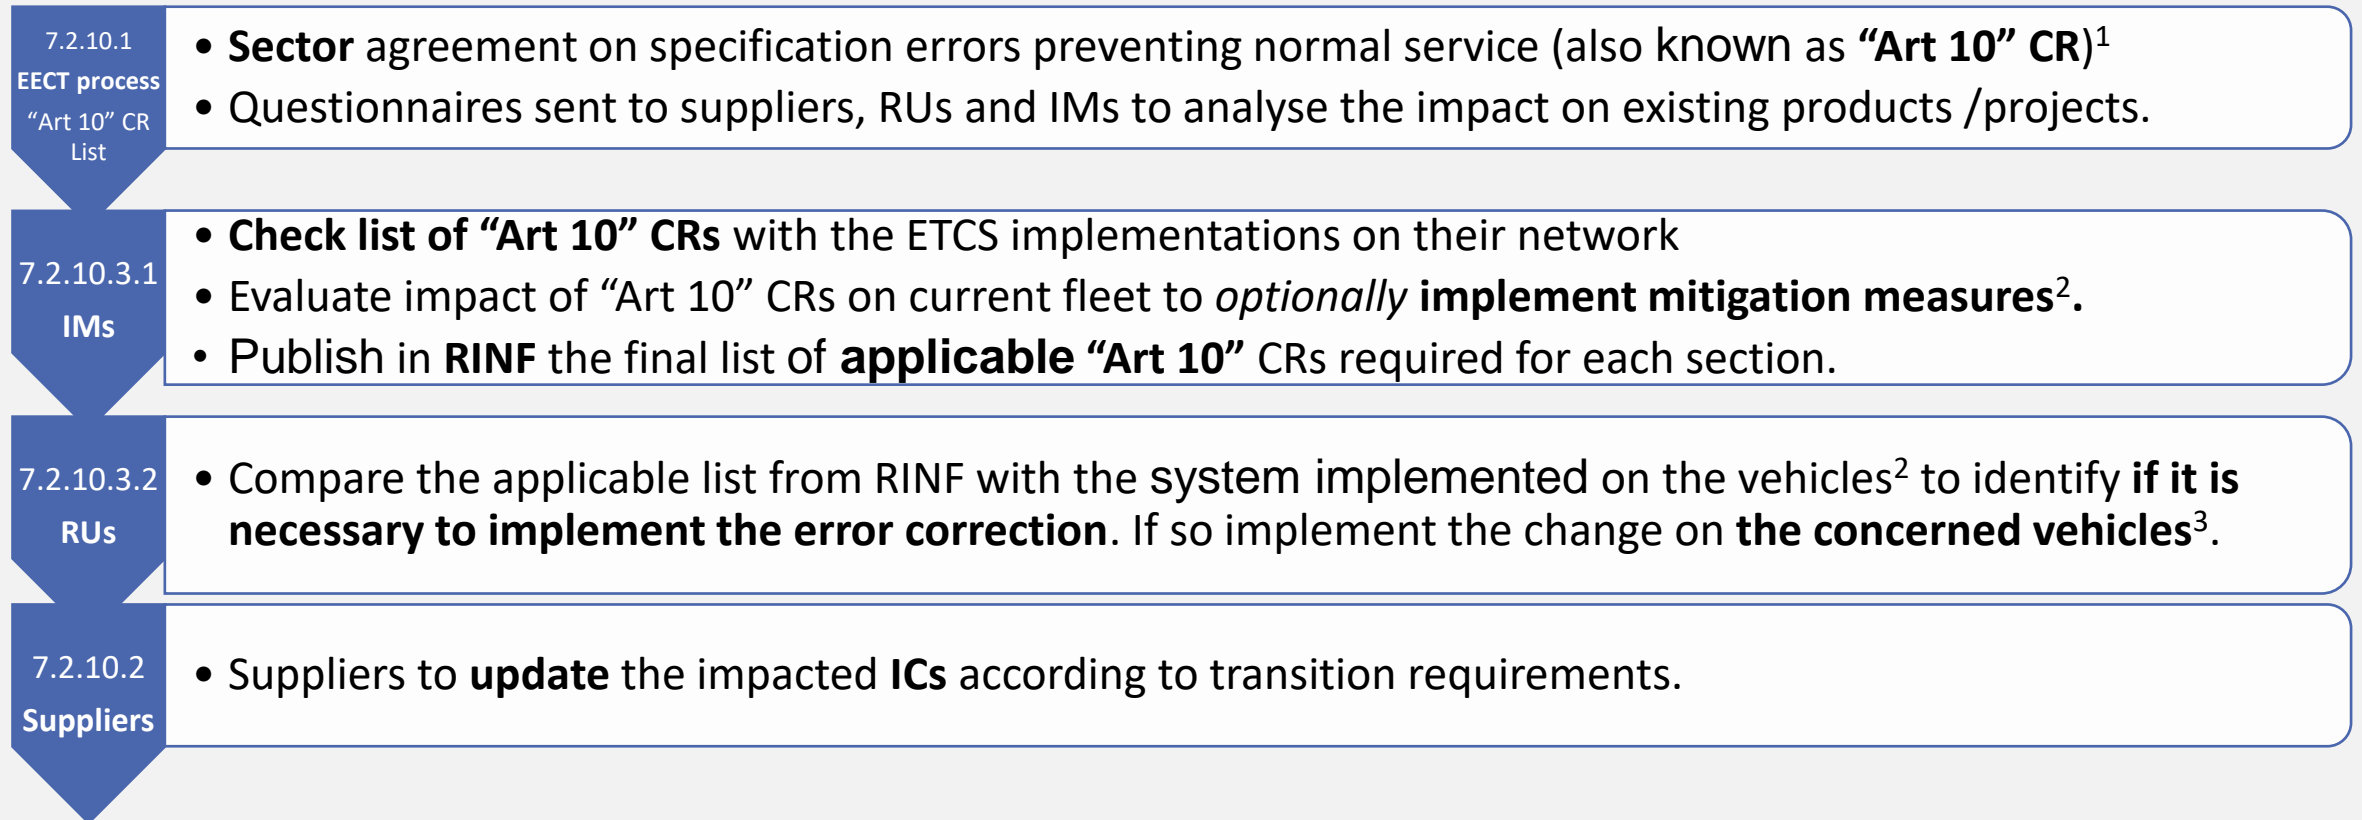 7.2.10.1
EECT process
“Art 10” CR
List
• Sector agreement on specification errors preventing normal service (also known as “Art 10” CR)¹
• Questionnaires sent to suppliers, RUs and IMs to analyse the impact on existing products /projects.
7.2.10.3.1
IMs
• Check list of “Art 10” CRs with the ETCS implementations on their network
• Evaluate impact of “Art 10” CRs on current fleet to optionally implement mitigation measures².
• Publish in RINF the final list of applicable “Art 10” CRs required for each section.
7.2.10.3.2
RUs
• Compare the applicable list from RINF with the system implemented on the vehicles² to identify if it is
necessary to implement the error correction. If so implement the change on the concerned vehicles³.
7.2.10.2
Suppliers
• Suppliers to update the impacted ICs according to transition requirements.